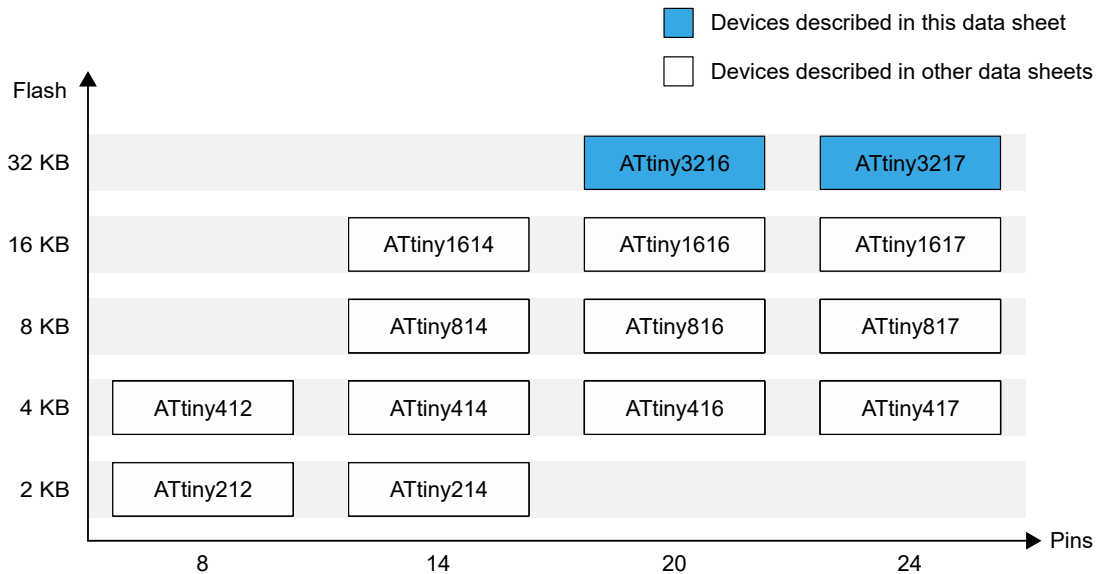 Devices described in this data sheet
Devices described in other data sheets
Flash
32 KB
ATtiny3216
ATtiny3217
16 KB
ATtiny1614
ATtiny1616
ATtiny1617
8 KB
ATtiny814
ATtiny816
ATtiny817
4 KB
ATtiny412
ATtiny414
ATtiny416
ATtiny417
2 KB
ATtiny212
ATtiny214
Pins
8
14
20
24